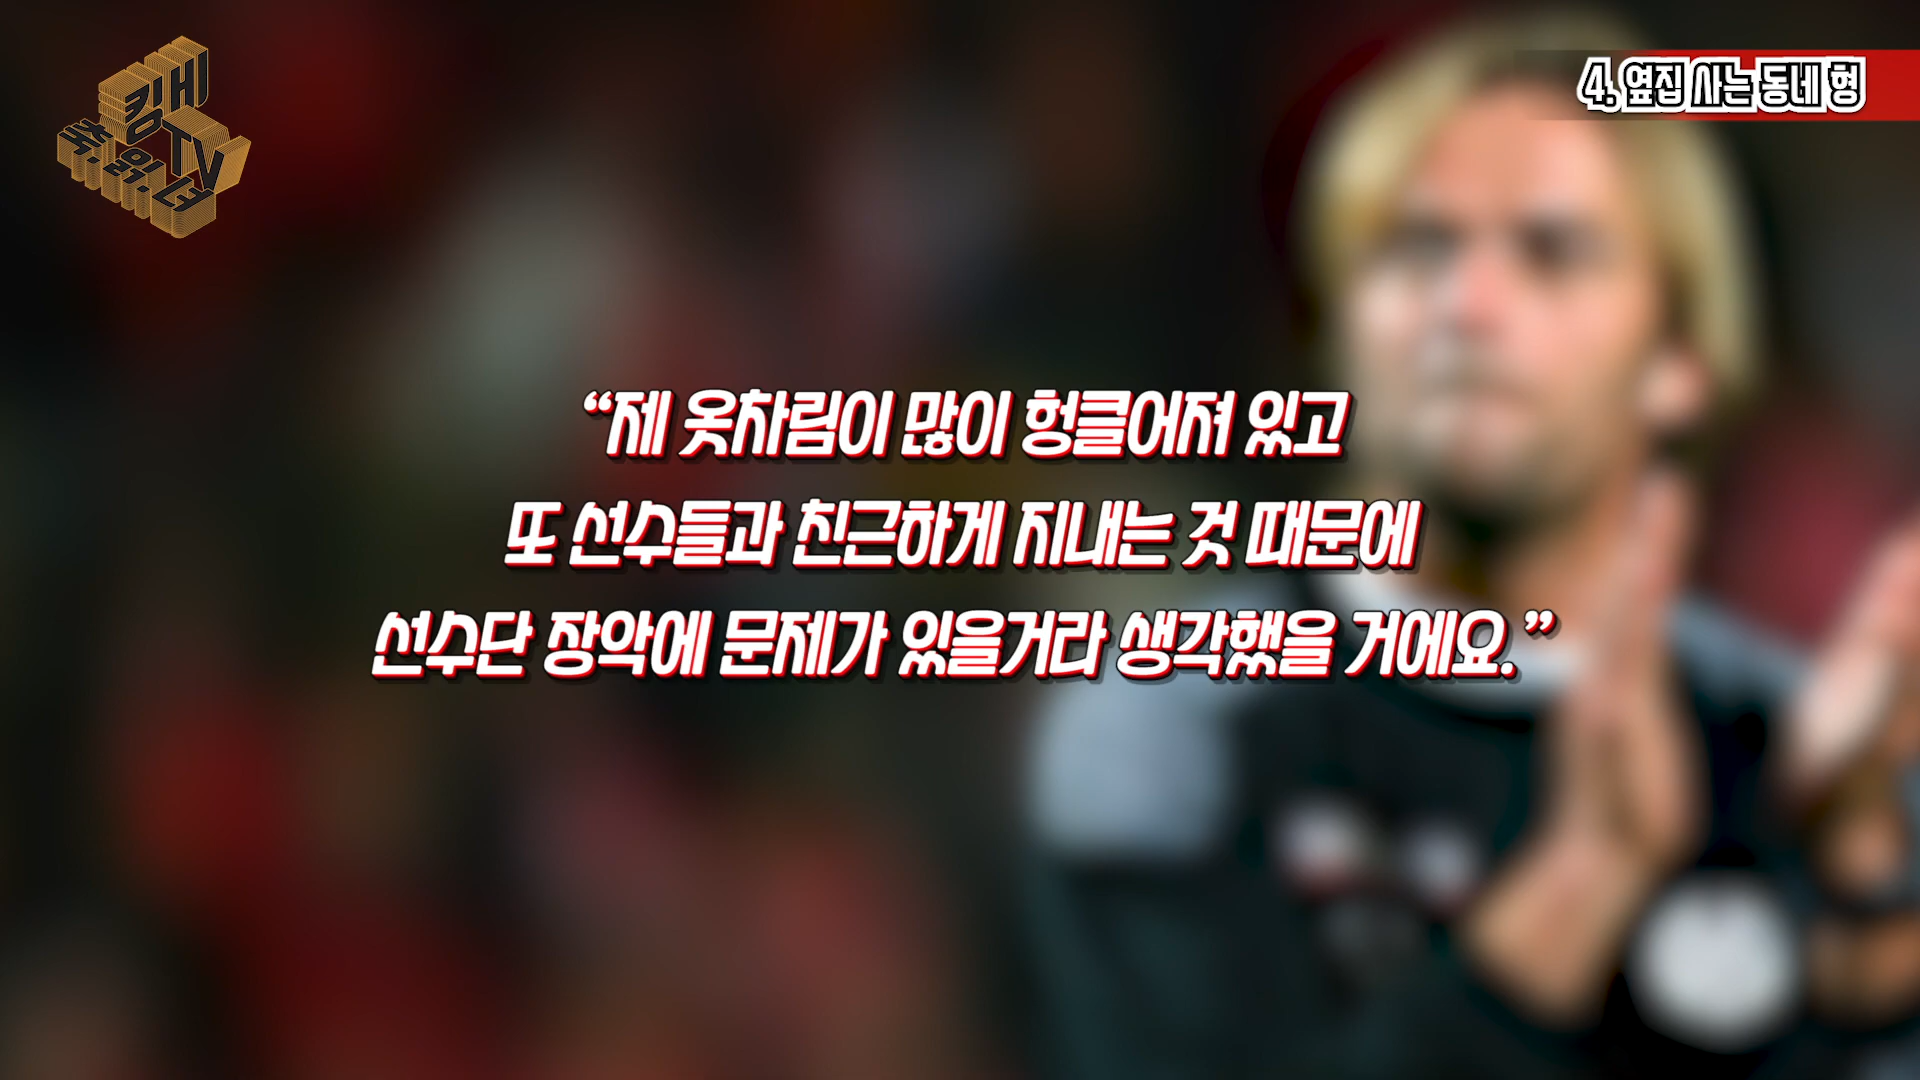 킹비
TV
축.알.녀
4. 옆집 사는 동네 형
“제 옷차림이 많이 헝클어져 있고
또 선수들과 친근하게 지내는 것 때문에
선수단 장악에 문제가 있을거라 생각했을 거에요.”